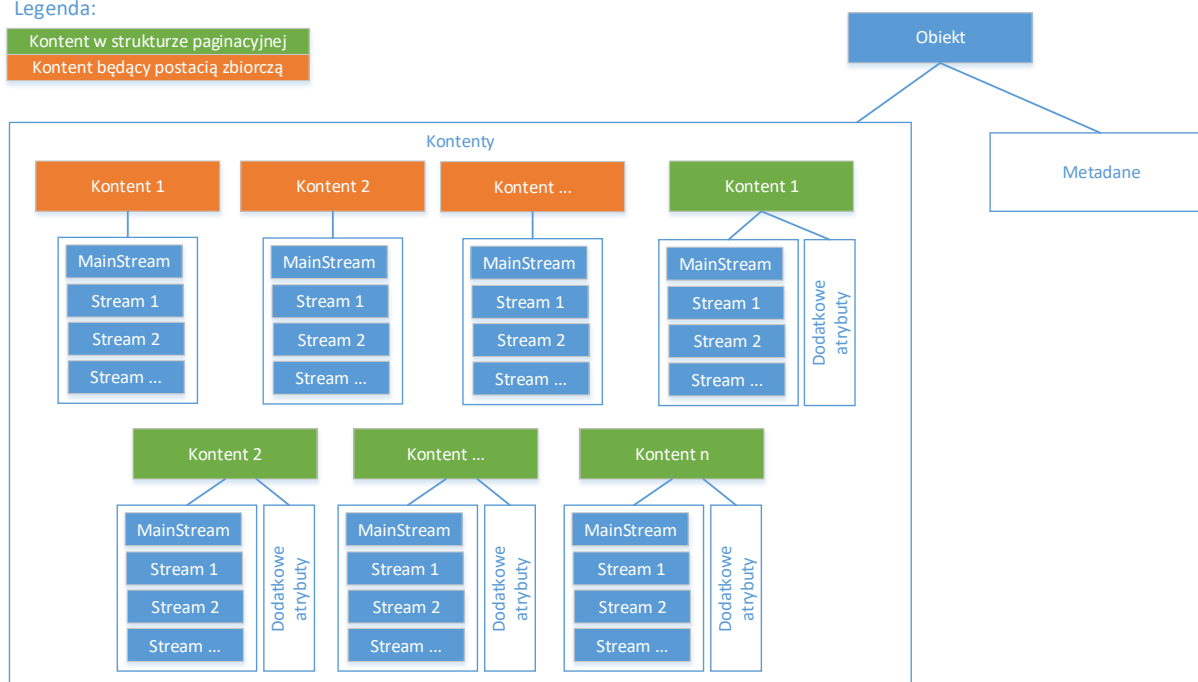 Legenda:
Kontent w strukturze paginacyjnej
Kontent będący postacią zbiorczą
Obiekt
Metadane
Kontenty
Kontent 1
Kontent 2
Kontent ...
Kontent 1
MainStream
Stream 1
Stream 2
Stream ...
MainStream
Stream 1
Stream 2
Stream ...
MainStream
Stream 1
Stream 2
Stream ...
MainStream
Stream 1
Stream 2
Stream ...
Dodatkowe
atrybuty
Kontent 2
Kontent ...
Kontent n
MainStream
Stream 1
Stream 2
Stream ...
Dodatkowe
atrybuty
MainStream
Stream 1
Stream 2
Stream ...
Dodatkowe
atrybuty
MainStream
Stream 1
Stream 2
Stream ...
Dodatkowe
atrybuty